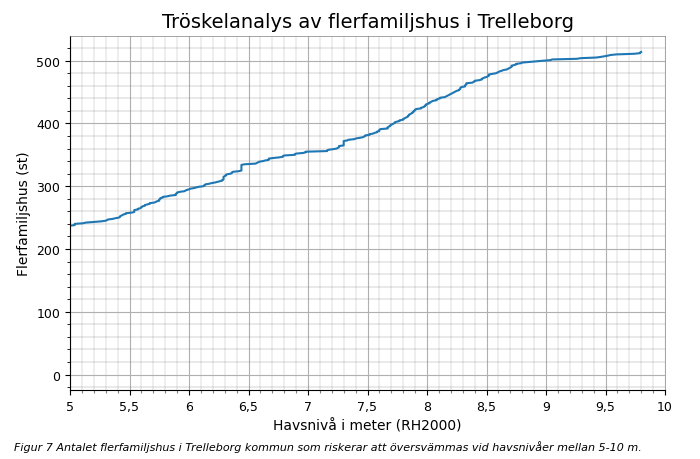 Tröskelanalys av flerfamiljshus i Trelleborg
Flerfamiljshus (st)
500
400
300
200
100
0
5 5,5 6 6,5 7 7,5 8 8,5 9 9,5 10
Havsnivå i meter (RH2000)
Figur 7 Antalet flerfamiljshus i Trelleborg kommun som riskerar att översvämmas vid havsnivåer mellan 5-10 m.